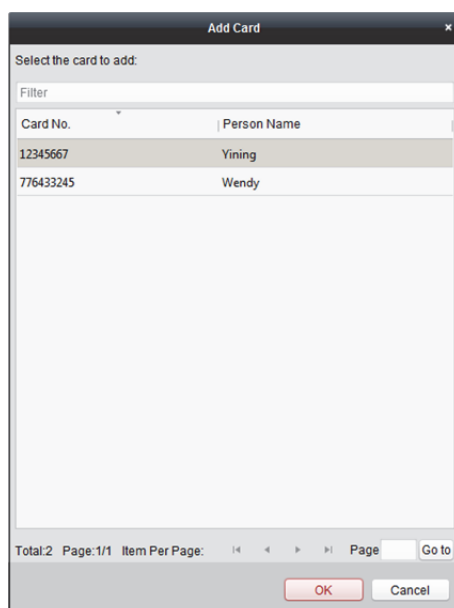 Add Card ×
Select the card to add:
Filter
Card No. Person Name
12345667 Yining
776433245 Wendy
Total:2 Page:1/1 Item Per Page: Page Go to
OK Cancel